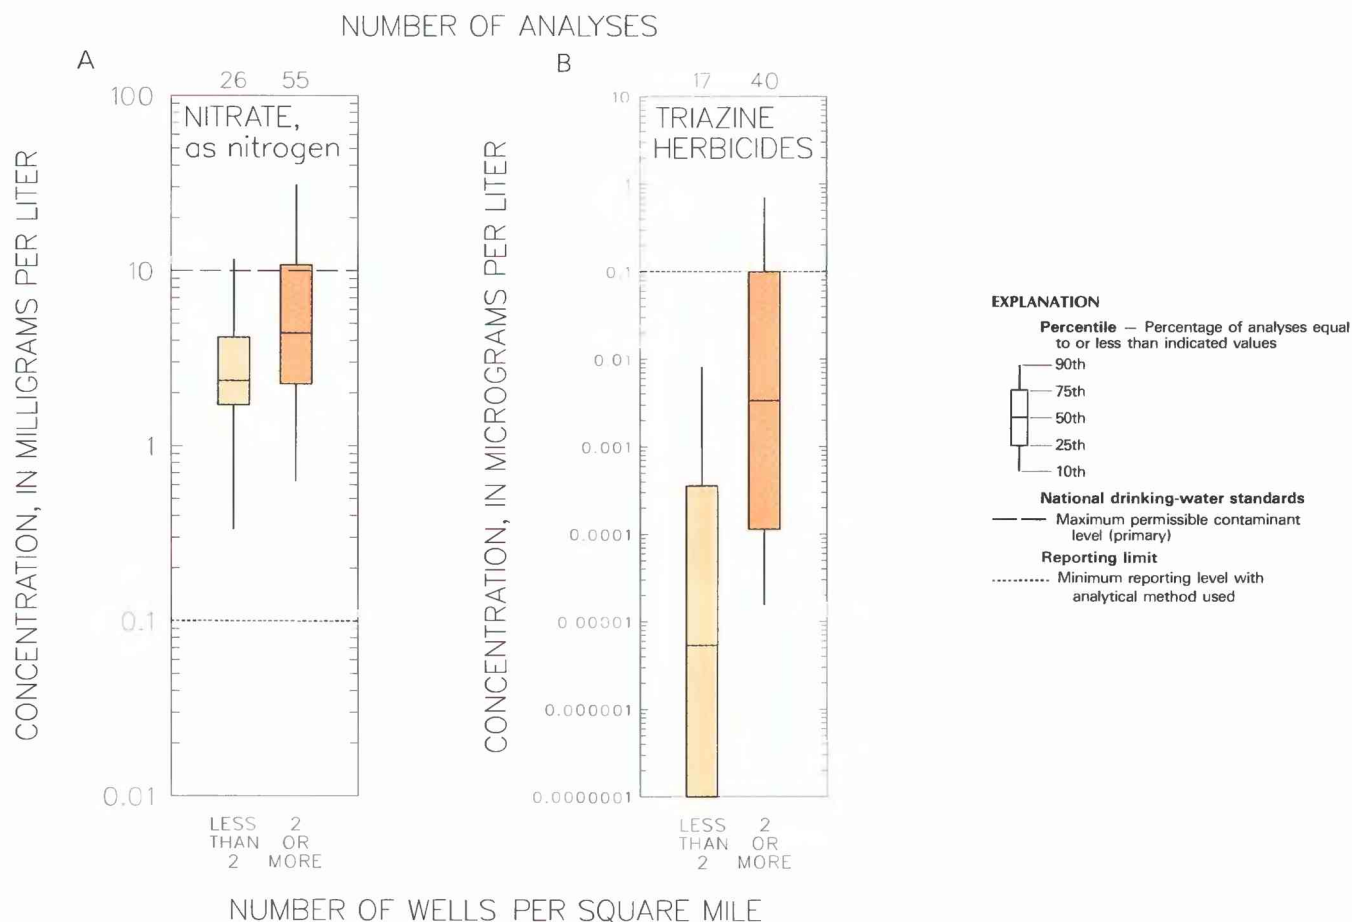 NUMBER OF ANALYSES
A
26 55
NITRATE,
as nitrogen
100
10
1
0.1
0.01
CONCENTRATION, IN MILLIGRAMS PER LITER
LESS
THAN
2
2
OR
MORE
B
17 40
TRIAZINE
HERBICIDES
10
1
0.1
0.01
0.001
0.0001
0.00001
0.000001
0.0000001
CONCENTRATION, IN MICROGRAMS PER LITER
LESS
THAN
2
2
OR
MORE
NUMBER OF WELLS PER SQUARE MILE
EXPLANATION
Percentile — Percentage of analyses equal
to or less than indicated values
90th
75th
50th
25th
10th
National drinking-water standards
Maximum permissible contaminant
level (primary)
Reporting limit
Minimum reporting level with
analytical method used